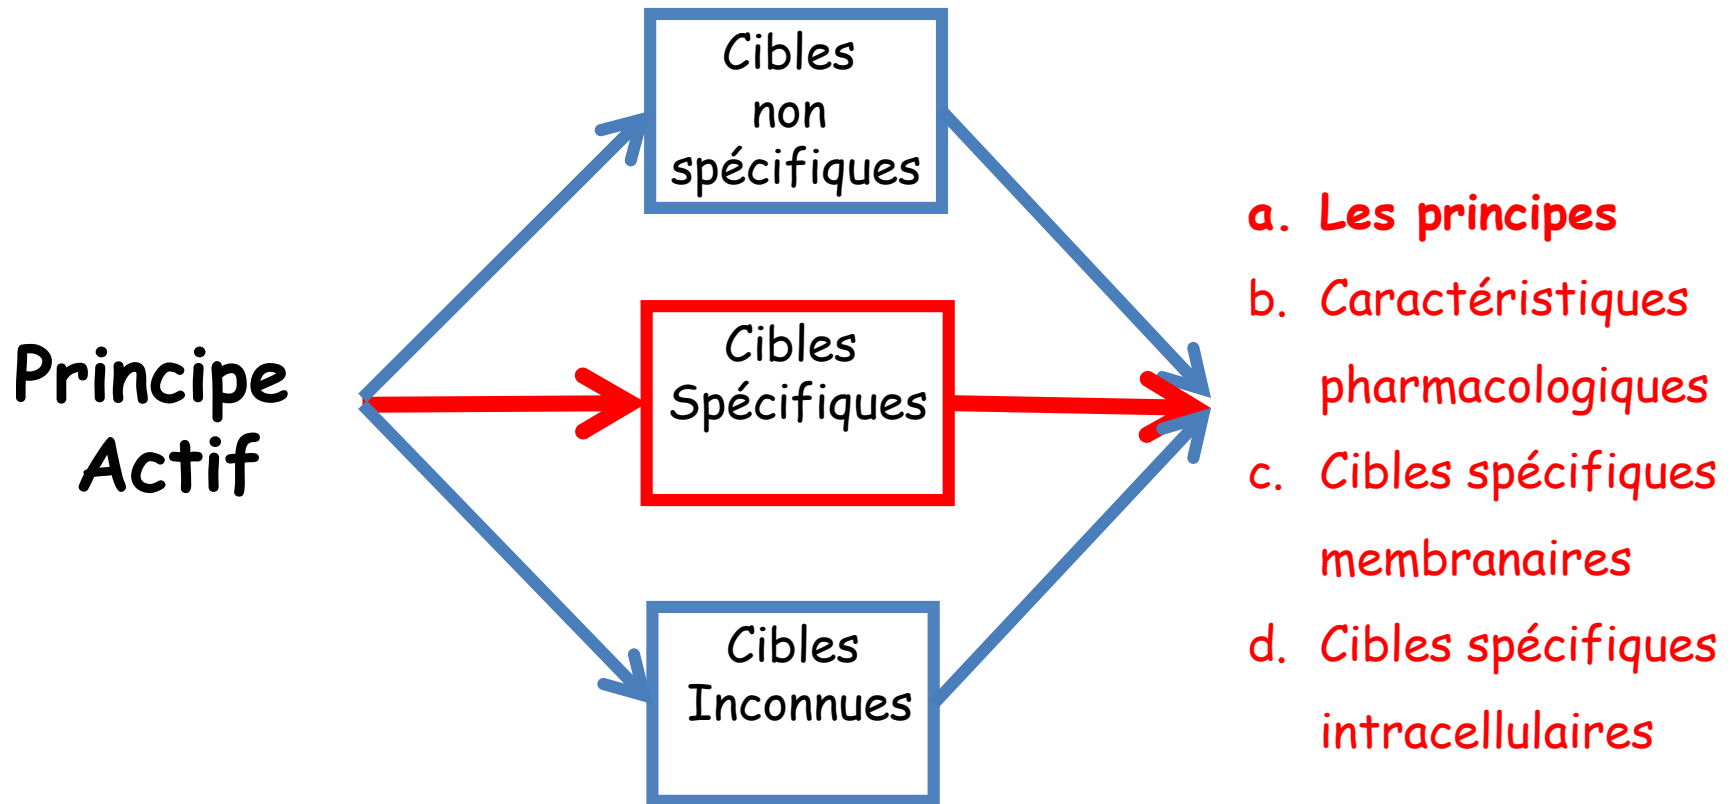 Principe
Actif
Cibles
non
spécifiques
Cibles
Spécifiques
Cibles
Inconnues
a. Les principes
b. Caractéristiques
pharmacologiques
c. Cibles spécifiques
membranaires
d. Cibles spécifiques
intracellulaires